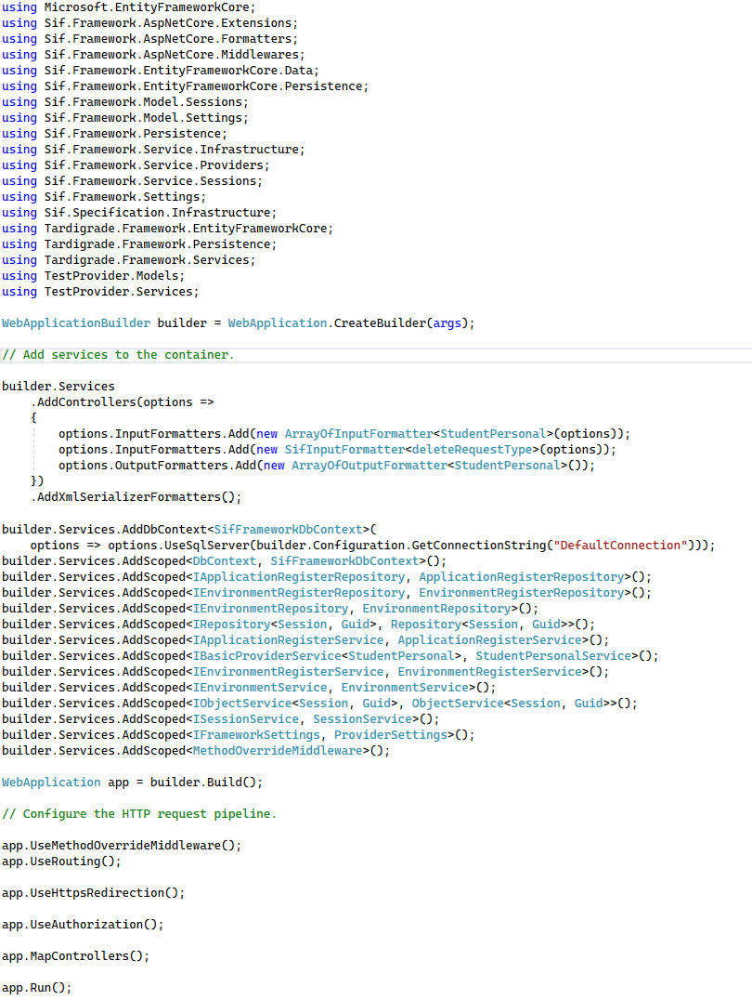 using Microsoft.EntityFrameworkCore;
using Sif.Framework.AspNetCore.Extensions;
using Sif.Framework.AspNetCore.Formatters;
using Sif.Framework.AspNetCore.Middlewares;
using Sif.Framework.EntityFrameworkCore.Data;
using Sif.Framework.EntityFrameworkCore.Persistence;
using Sif.Framework.Model.Sessions;
using Sif.Framework.Model.Settings;
using Sif.Framework.Persistence;
using Sif.Framework.Service.Infrastructure;
using Sif.Framework.Service.Providers;
using Sif.Framework.Service.Sessions;
using Sif.Framework.Settings;
using Sif.Specification.Infrastructure;
using Tardigrade.Framework.EntityFrameworkCore;
using Tardigrade.Framework.Persistence;
using Tardigrade.Framework.Services;
using TestProvider.Models;
using TestProvider.Services;

WebApplicationBuilder builder = WebApplication.CreateBuilder(args);

// Add services to the container.

builder.Services
    .AddControllers(options =>
    {
        options.InputFormatters.Add(new ArrayOfInputFormatter<StudentPersonal>(options));
        options.InputFormatters.Add(new SifInputFormatter<deleteRequestType>(options));
        options.OutputFormatters.Add(new ArrayOfOutputFormatter<StudentPersonal>());
    })
    .AddXmlSerializerFormatters();

builder.Services.AddDbContext<SifFrameworkDbContext>(
    options => options.UseSqlServer(builder.Configuration.GetConnectionString("DefaultConnection")));
builder.Services.AddScoped<DbContext, SifFrameworkDbContext>();
builder.Services.AddScoped<IApplicationRegisterRepository, ApplicationRegisterRepository>();
builder.Services.AddScoped<IEnvironmentRegisterRepository, EnvironmentRegisterRepository>();
builder.Services.AddScoped<IEnvironmentRepository, EnvironmentRepository>();
builder.Services.AddScoped<IRepository<Session, Guid>, Repository<Session, Guid>>();
builder.Services.AddScoped<IApplicationRegisterService, ApplicationRegisterService>();
builder.Services.AddScoped<IBasicProviderService<StudentPersonal>, StudentPersonalService>();
builder.Services.AddScoped<IEnvironmentRegisterService, EnvironmentRegisterService>();
builder.Services.AddScoped<IEnvironmentService, EnvironmentService>();
builder.Services.AddScoped<IObjectService<Session, Guid>, ObjectService<Session, Guid>>();
builder.Services.AddScoped<ISessionService, SessionService>();
builder.Services.AddScoped<IFrameworkSettings, ProviderSettings>();
builder.Services.AddScoped<MethodOverrideMiddleware>();

WebApplication app = builder.Build();

// Configure the HTTP request pipeline.

app.UseMethodOverrideMiddleware();
app.UseRouting();

app.UseHttpsRedirection();

app.UseAuthorization();

app.MapControllers();

app.Run();